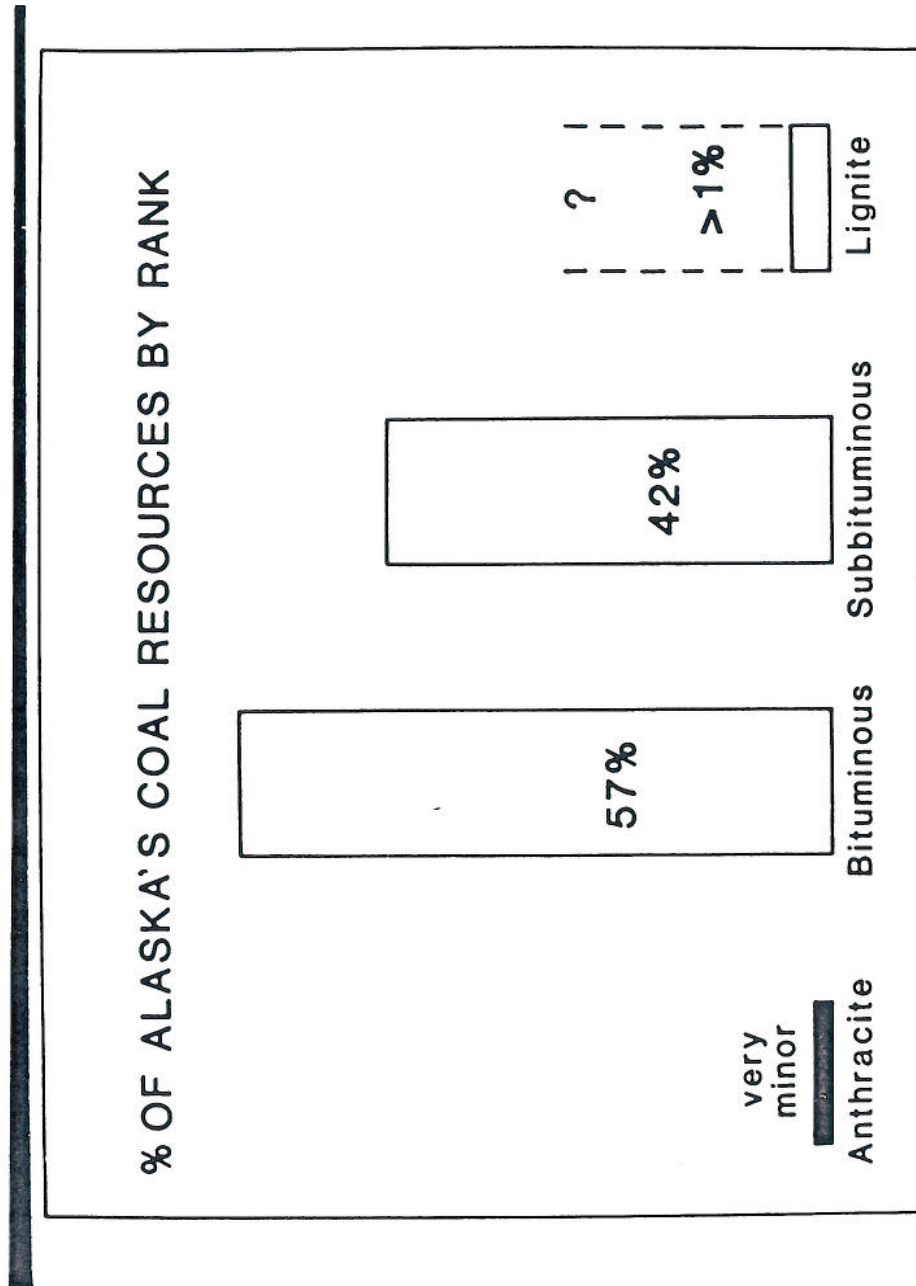 % OF ALASKA'S COAL RESOURCES BY RANK
very
minor
57%
42%
?
>1%
Anthracite
Bituminous
Subbituminous
Lignite